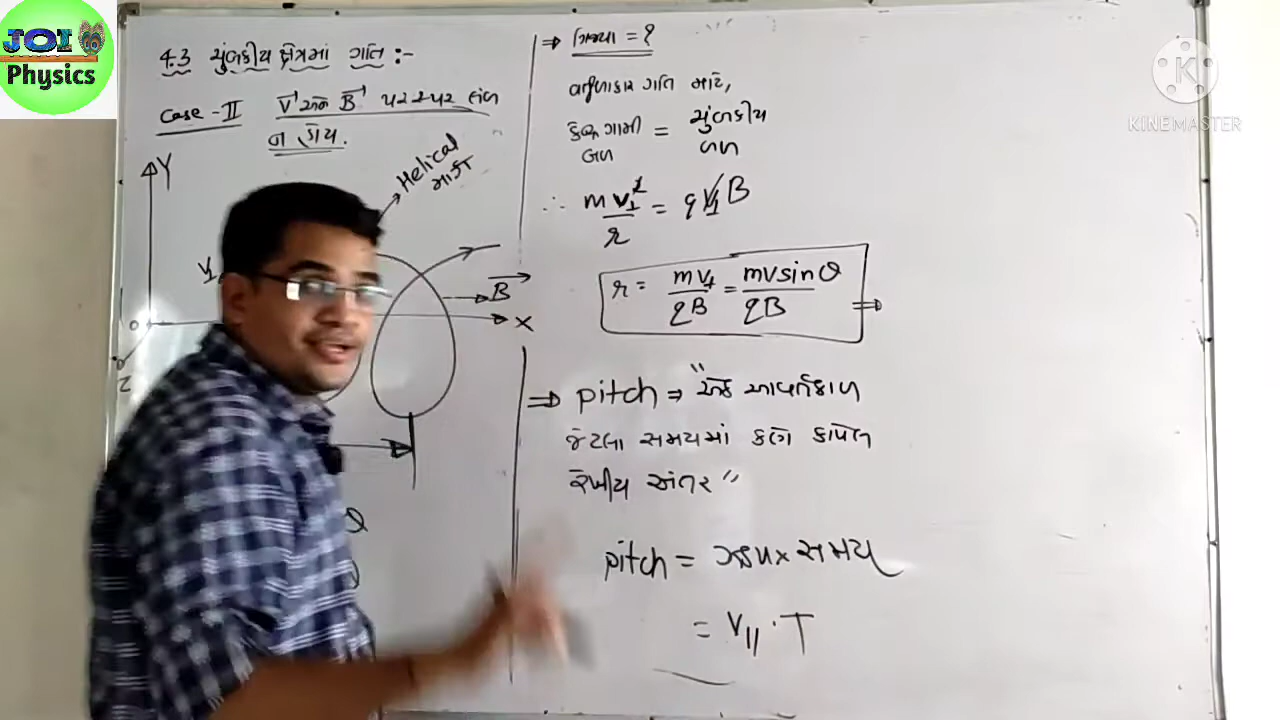 JOI
Physics
KINEMASTER
4.3 ચુંબકીય ક્ષેત્રમાં ગતિ :-
Case - II V અને B પરસ્પર લંબ
ન હોય.
Y
Helical
માર્ગ
V⊥
B
X
O
Z
θ
⇒ ત્રિજ્યા = ?
વર્તુળાકાર ગતિ માટે,
કેન્દ્રગામી = ચુંબકીય
બળ બળ
∴ mv⊥²/r = qv⊥B
r = mv⊥/qB = mvsinθ/qB ⇒
⇒ pitch ⇒ "એક આવર્તકાળ
જેટલા સમયમાં કણે કાપેલ
રેખીય અંતર"
pitch = ઝડપ × સમય
= v|| · T